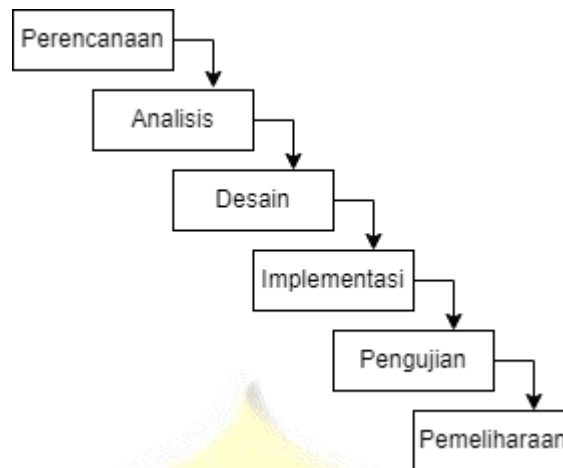 Perencanaan
Analisis
Desain
Implementasi
Pengujian
Pemeliharaan